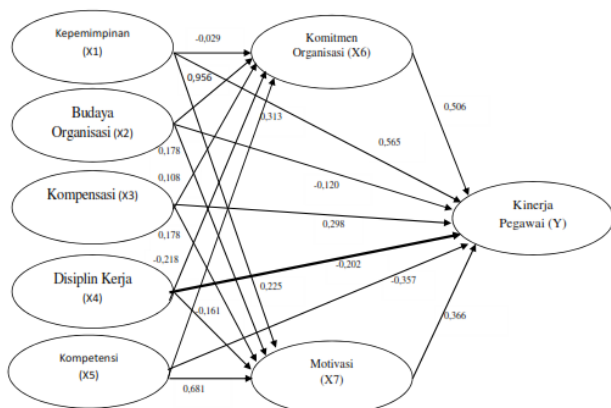 Kepemimpinan
(X1)
-0,029
Komitmen
Organisasi (X6)
0,956
Budaya
Organisasi (X2)
0,313
0,506
0,565
0,178
-0,120
0,108
Kompensasi (X3)
Kinerja
Pegawai (Y)
0,178
0,298
-0,218
-0,202
Disiplin Kerja
(X4)
0,225
-0,357
-0,161
0,366
Kompetensi
(X5)
Motivasi
(X7)
0,681